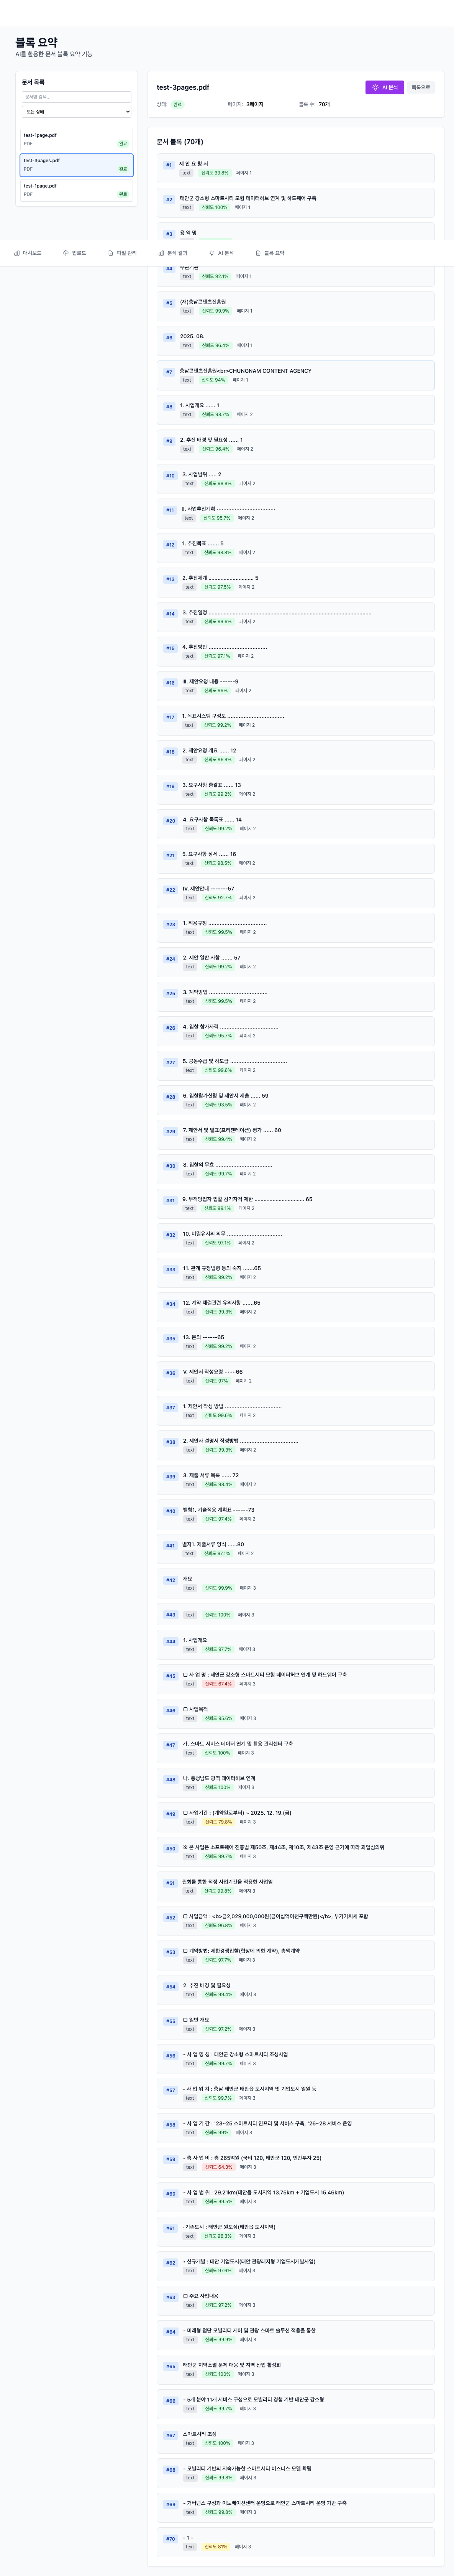 블록 요약
AI를 활용한 문서 블록 요약 기능
문서 목록
문서명 검색...
모든 상태
test-1page.pdf
PDF
완료
test-3pages.pdf
PDF
완료
test-1page.pdf
PDF
완료
test-3pages.pdf
AI 분석
목록으로
상태: 완료
페이지: 3페이지
블록 수: 70개
문서 블록 (70개)
#1 제 안 요 청 서
text 신뢰도 99.8% 페이지 1
#2 태안군 강소형 스마트시티 모험 데이터허브 연계 및 하드웨어 구축
text 신뢰도 100% 페이지 1
#3 용 역 명
대시보드
업로드
파일 관리
분석 결과
AI 분석
블록 요약
#4 주관기관
text 신뢰도 92.1% 페이지 1
#5 (재)충남콘텐츠진흥원
text 신뢰도 99.9% 페이지 1
#6 2025. 08.
text 신뢰도 96.4% 페이지 1
#7 충남콘텐츠진흥원<br>CHUNGNAM CONTENT AGENCY
text 신뢰도 94% 페이지 1
#8 1. 사업개요 ...... 1
text 신뢰도 98.7% 페이지 2
#9 2. 추진 배경 및 필요성 ...... 1
text 신뢰도 96.4% 페이지 2
#10 3. 사업범위 ..... 2
text 신뢰도 98.8% 페이지 2
#11 II. 사업추진계획 ------------------------------
text 신뢰도 95.7% 페이지 2
#12 1. 추진목표 ....... 5
text 신뢰도 98.8% 페이지 2
#13 2. 추진체계 ............................ 5
text 신뢰도 97.5% 페이지 2
#14 3. 추진일정 ....................................................................................................
text 신뢰도 99.6% 페이지 2
#15 4. 추진방안 ....................................
text 신뢰도 97.1% 페이지 2
#16 III. 제안요청 내용 ------9
text 신뢰도 96% 페이지 2
#17 1. 목표시스템 구성도 ...................................
text 신뢰도 99.2% 페이지 2
#18 2. 제안요청 개요 ...... 12
text 신뢰도 96.9% 페이지 2
#19 3. 요구사항 총괄표 ...... 13
text 신뢰도 99.2% 페이지 2
#20 4. 요구사항 목록표 ...... 14
text 신뢰도 99.2% 페이지 2
#21 5. 요구사항 상세 ...... 16
text 신뢰도 98.5% 페이지 2
#22 IV. 제안안내 -------57
text 신뢰도 92.7% 페이지 2
#23 1. 적용규정 ....................................
text 신뢰도 99.5% 페이지 2
#24 2. 제안 일반 사항 ....... 57
text 신뢰도 99.2% 페이지 2
#25 3. 계약방법 ....................................
text 신뢰도 99.5% 페이지 2
#26 4. 입찰 참가자격 ....................................
text 신뢰도 95.7% 페이지 2
#27 5. 공동수급 및 하도급 ...................................
text 신뢰도 99.6% 페이지 2
#28 6. 입찰참가신청 및 제안서 제출 ...... 59
text 신뢰도 93.5% 페이지 2
#29 7. 제안서 및 발표(프리젠테이션) 평가 ...... 60
text 신뢰도 99.4% 페이지 2
#30 8. 입찰의 무효 ...................................
text 신뢰도 99.7% 페이지 2
#31 9. 부적당업자 입찰 참가자격 제한 .............................. 65
text 신뢰도 99.1% 페이지 2
#32 10. 비밀유지의 의무 ..................................
text 신뢰도 97.1% 페이지 2
#33 11. 관계 규정법령 등의 숙지 .......65
text 신뢰도 99.2% 페이지 2
#34 12. 계약 체결관련 유의사항 .......65
text 신뢰도 99.3% 페이지 2
#35 13. 문의 ------65
text 신뢰도 99.2% 페이지 2
#36 V. 제안서 작성요령 ------66
text 신뢰도 97% 페이지 2
#37 1. 제안서 작성 방법 ...................................
text 신뢰도 99.6% 페이지 2
#38 2. 제안사 설명서 작성방법 ....................................
text 신뢰도 99.3% 페이지 2
#39 3. 제출 서류 목록 ...... 72
text 신뢰도 98.4% 페이지 2
#40 별첨1. 기술적용 계획표 ------73
text 신뢰도 97.4% 페이지 2
#41 별지1. 제출서류 양식 ......80
text 신뢰도 97.1% 페이지 2
#42 개요
text 신뢰도 99.9% 페이지 3
#43
text 신뢰도 100% 페이지 3
#44 1. 사업개요
text 신뢰도 97.7% 페이지 3
#45 □ 사 업 명 : 태안군 강소형 스마트시티 모험 데이터허브 연계 및 하드웨어 구축
text 신뢰도 67.4% 페이지 3
#46 □ 사업목적
text 신뢰도 95.6% 페이지 3
#47 가. 스마트 서비스 데이터 연계 및 활용 관리센터 구축
text 신뢰도 100% 페이지 3
#48 나. 충청남도 광역 데이터허브 연계
text 신뢰도 100% 페이지 3
#49 □ 사업기간 : (계약일로부터) ~ 2025. 12. 19.(금)
text 신뢰도 79.8% 페이지 3
#50 ※ 본 사업은 소프트웨어 진흥법 제50조, 제44조, 제10조, 제43조 운영 근거에 따라 과업심의위
text 신뢰도 99.7% 페이지 3
#51 원회를 통한 적절 사업기간을 적용한 사업임
text 신뢰도 99.8% 페이지 3
#52 □ 사업금액 : <b>금2,029,000,000원(금이십억이천구백만원)</b>, 부가가치세 포함
text 신뢰도 96.8% 페이지 3
#53 □ 계약방법: 제한경쟁입찰(협상에 의한 계약), 총액계약
text 신뢰도 97.7% 페이지 3
#54 2. 추진 배경 및 필요성
text 신뢰도 99.4% 페이지 3
#55 □ 일반 개요
text 신뢰도 97.2% 페이지 3
#56 - 사 업 명 칭 : 태안군 강소형 스마트시티 조성사업
text 신뢰도 99.7% 페이지 3
#57 - 사 업 위 치 : 충남 태안군 태안읍 도시지역 및 기업도시 일원 등
text 신뢰도 99.7% 페이지 3
#58 - 사 업 기 간 : '23~25 스마트시티 인프라 및 서비스 구축, '26~28 서비스 운영
text 신뢰도 99% 페이지 3
#59 - 총 사 업 비 : 총 265억원 (국비 120, 태안군 120, 민간투자 25)
text 신뢰도 64.3% 페이지 3
#60 - 사 업 범 위 : 29.21km(태안읍 도시지역 13.75km + 기업도시 15.46km)
text 신뢰도 99.5% 페이지 3
#61 · 기존도시 : 태안군 원도심(태안읍 도시지역)
text 신뢰도 96.3% 페이지 3
#62 • 신규개발 : 태안 기업도시(태안 관광레저형 기업도시개발사업)
text 신뢰도 97.6% 페이지 3
#63 □ 주요 사업내용
text 신뢰도 97.2% 페이지 3
#64 - 미래형 첨단 모빌리티 케어 및 관광 스마트 솔루션 적용을 통한
text 신뢰도 99.9% 페이지 3
#65 태안군 지역소멸 문제 대응 및 지역 산업 활성화
text 신뢰도 100% 페이지 3
#66 - 5개 분야 11개 서비스 구성으로 모빌리티 경험 기반 태안군 강소형
text 신뢰도 99.7% 페이지 3
#67 스마트시티 조성
text 신뢰도 100% 페이지 3
#68 - 모빌리티 기반의 지속가능한 스마트시티 비즈니스 모델 확립
text 신뢰도 99.8% 페이지 3
#69 - 거버넌스 구성과 이노베이션센터 운영으로 태안군 스마트시티 운영 기반 구축
text 신뢰도 99.6% 페이지 3
#70 - 1 -
text 신뢰도 81% 페이지 3